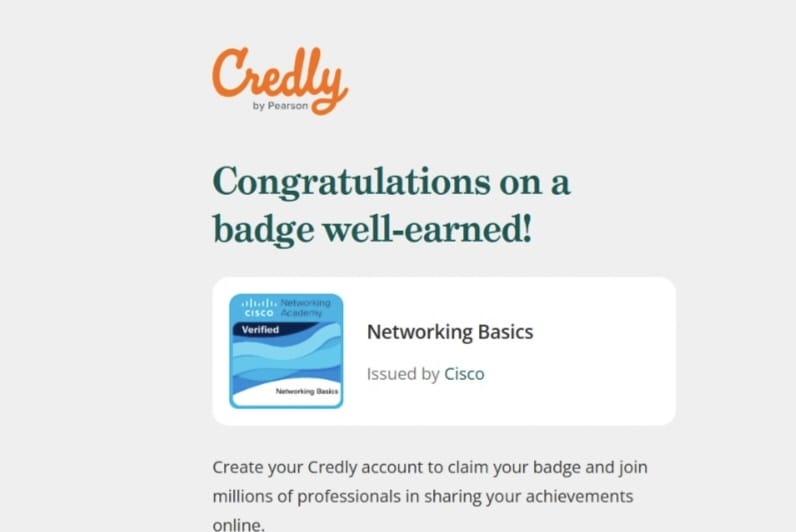 Credly
by Pearson
Congratulations on a
badge well-earned!
CISCO Networking
Academy
Verified
Networking Basics
Networking Basics
Issued by Cisco
Create your Credly account to claim your badge and join
millions of professionals in sharing your achievements
online.